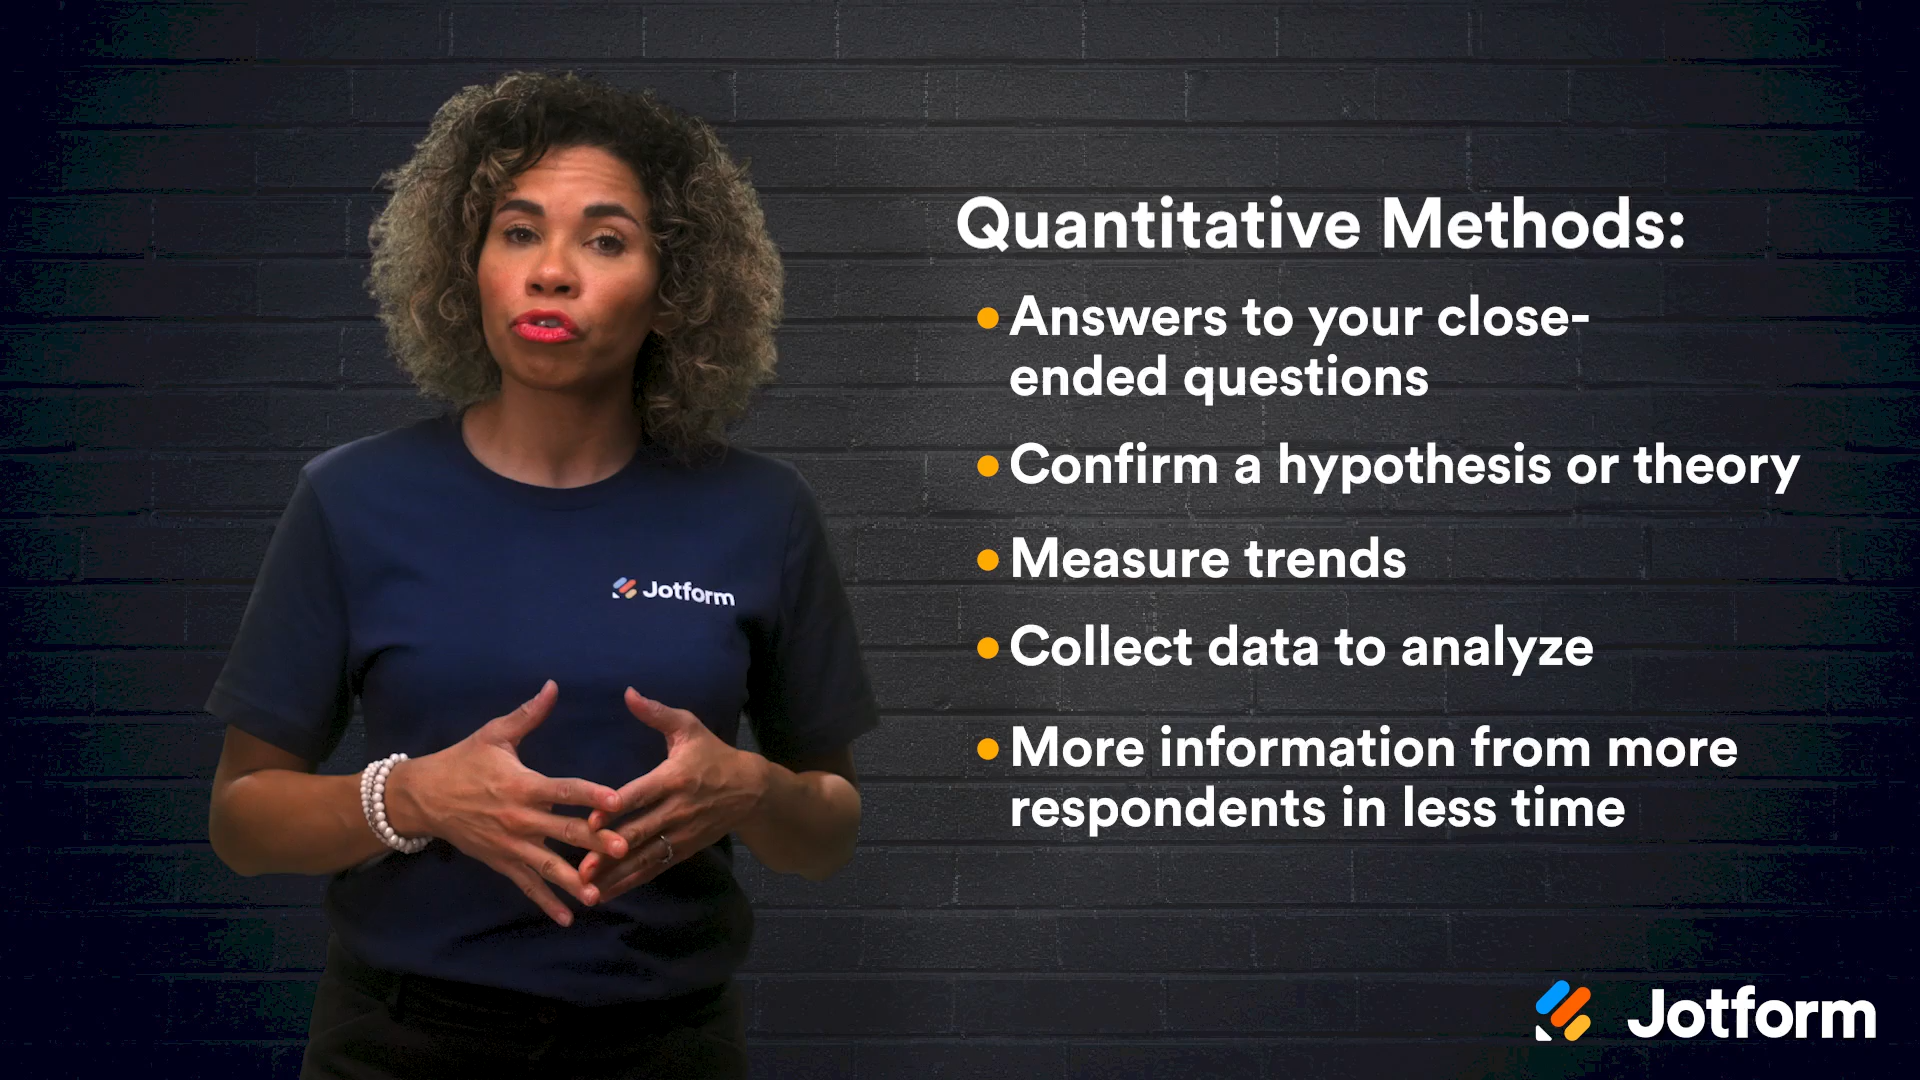 Quantitative Methods:
• Answers to your close-
ended questions
• Confirm a hypothesis or theory
• Measure trends
• Collect data to analyze
• More information from more
respondents in less time
Jotform
Jotform